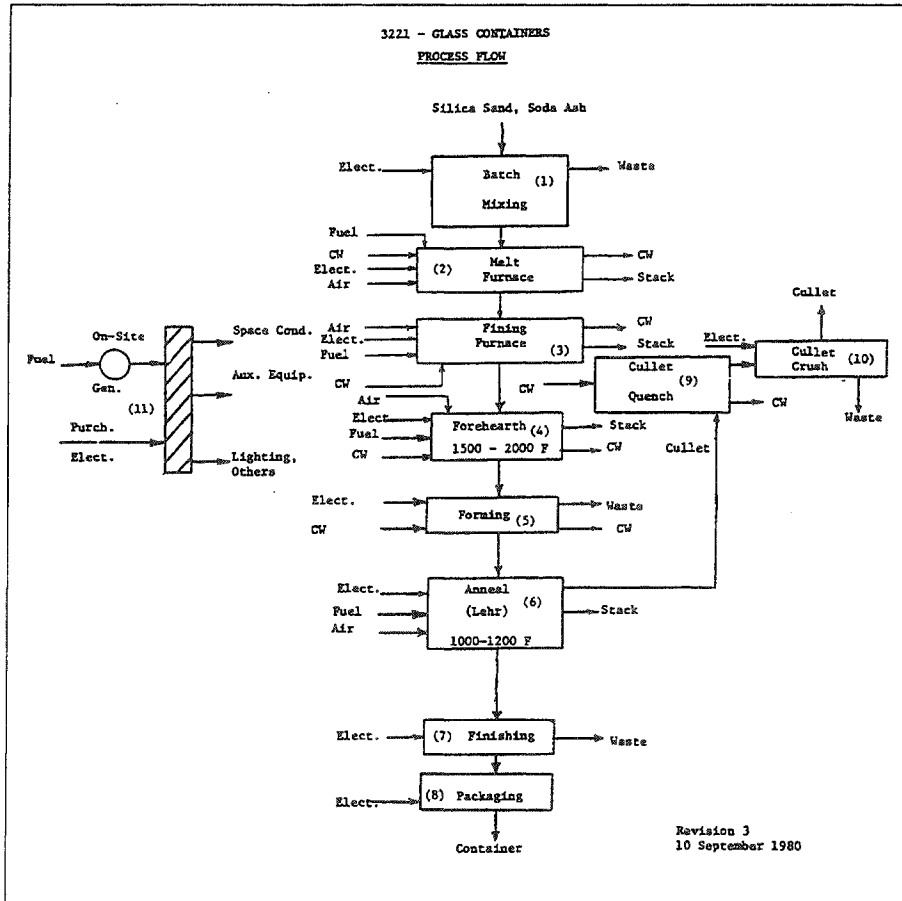 3221 - GLASS CONTAINERS
PROCESS FLOW
Silica Sand, Soda Ash
Elect.
Batch (1)
Mixing
Waste
Fuel
CW
Elect.
Air
(2) Melt
Furnace
CW
Stack
Air
Elect.
Fuel
CW
Fining
Furnace (3)
CW
Stack
Air
Elect
Fuel
CW
Forehearth (4)
1500 - 2000 F
Stack
CW
Elect.
CW
Forming (5)
Waste
CW
Elect.
Fuel
Air
Anneal (6)
(Lehr)
1000-1200 F
Stack
Cullet
CW
Cullet (9)
Quench
CW
Elect.
Cullet (10)
Crush
Cullet
Waste
Elect.
(7) Finishing
Waste
Elect.
(8) Packaging
Container
Fuel
On-Site
Gen.
(11)
Purch.
Elect.
Space Cond.
Aux. Equip.
Lighting,
Others
Revision 3
10 September 1980